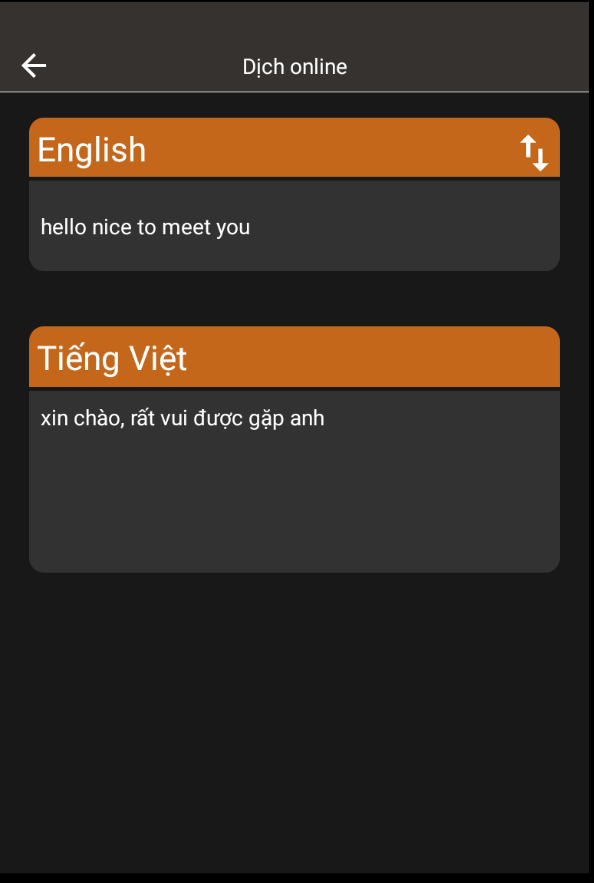 Dịch online
English
hello nice to meet you
Tiếng Việt
xin chào, rất vui được gặp anh